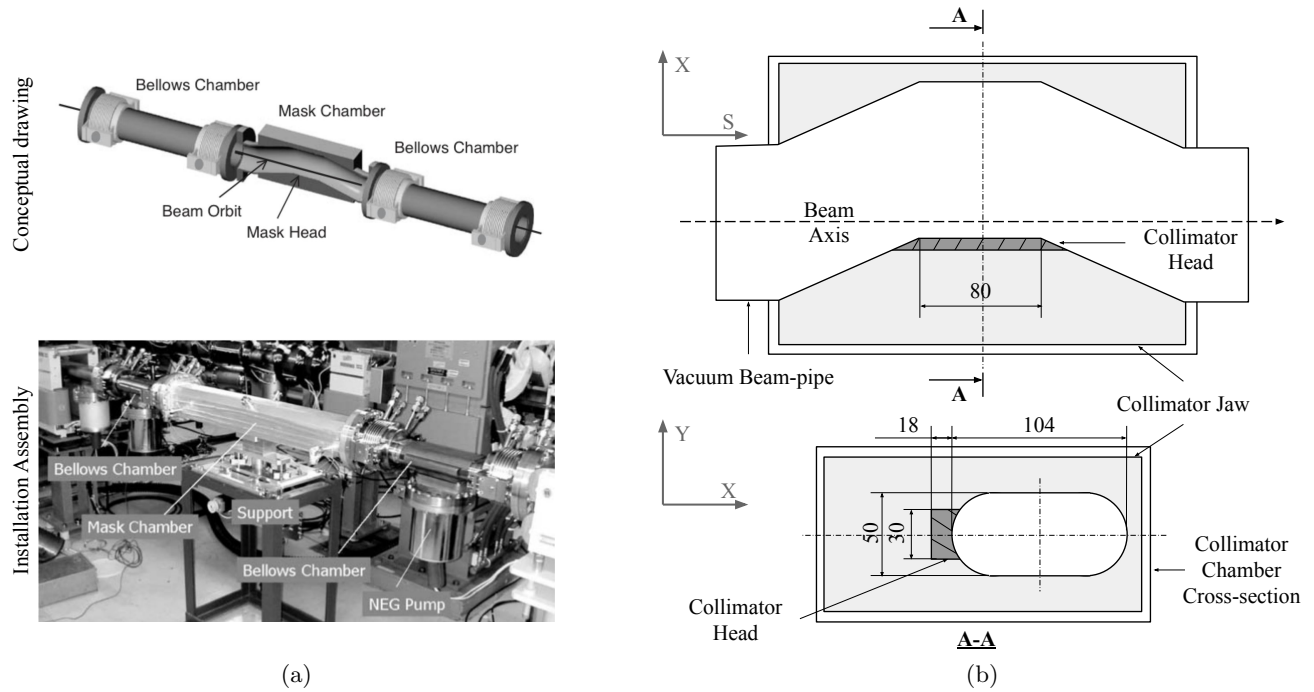 Conceptual drawing
Bellows Chamber
Mask Chamber
Bellows Chamber
Beam Orbit
Mask Head
Installation Assembly
Bellows Chamber
Mask Chamber
Support
Bellows Chamber
NEG Pump
(a)
A
X
S
Beam
Axis
Collimator
Head
80
Vacuum Beam-pipe
A
Collimator Jaw
18
104
Y
X
50
30
Collimator
Head
Collimator
Chamber
Cross-section
A-A
(b)